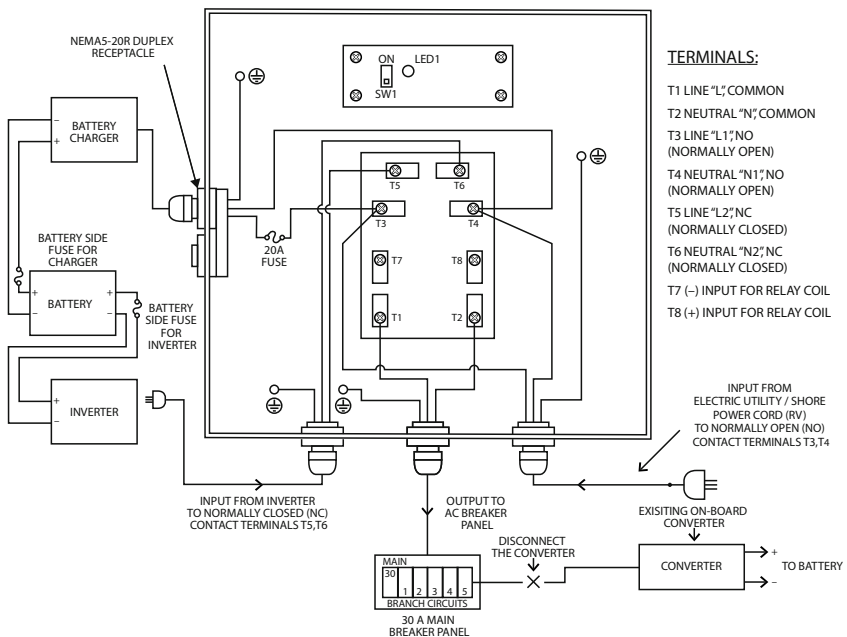 NEMA5-20R DUPLEX
RECEPTACLE
ON
LED1
SW1
TERMINALS:
T1 LINE "L", COMMON
T2 NEUTRAL "N", COMMON
T3 LINE "L1", NO
(NORMALLY OPEN)
T4 NEUTRAL "N1", NO
(NORMALLY OPEN)
T5 LINE "L2", NC
(NORMALLY CLOSED)
T6 NEUTRAL "N2", NC
(NORMALLY CLOSED)
T7 (–) INPUT FOR RELAY COIL
T8 (+) INPUT FOR RELAY COIL
–
+
BATTERY
CHARGER
T5
T6
T3
T4
20A
FUSE
T7
T8
T1
T2
BATTERY SIDE
FUSE FOR
CHARGER
+
–
BATTERY
+
–
BATTERY
SIDE FUSE
FOR
INVERTER
+
–
INVERTER
INPUT FROM
ELECTRIC UTILITY / SHORE
POWER CORD (RV)
TO NORMALLY OPEN (NO)
CONTACT TERMINALS T3,T4
INPUT FROM INVERTER
TO NORMALLY CLOSED (NC)
CONTACT TERMINALS T5,T6
OUTPUT TO
AC BREAKER
PANEL
EXISITING ON-BOARD
CONVERTER
DISCONNECT
THE CONVERTER
CONVERTER
+
–
TO BATTERY
MAIN
30
1 2 3 4 5
BRANCH CIRCUITS
30 A MAIN
BREAKER PANEL